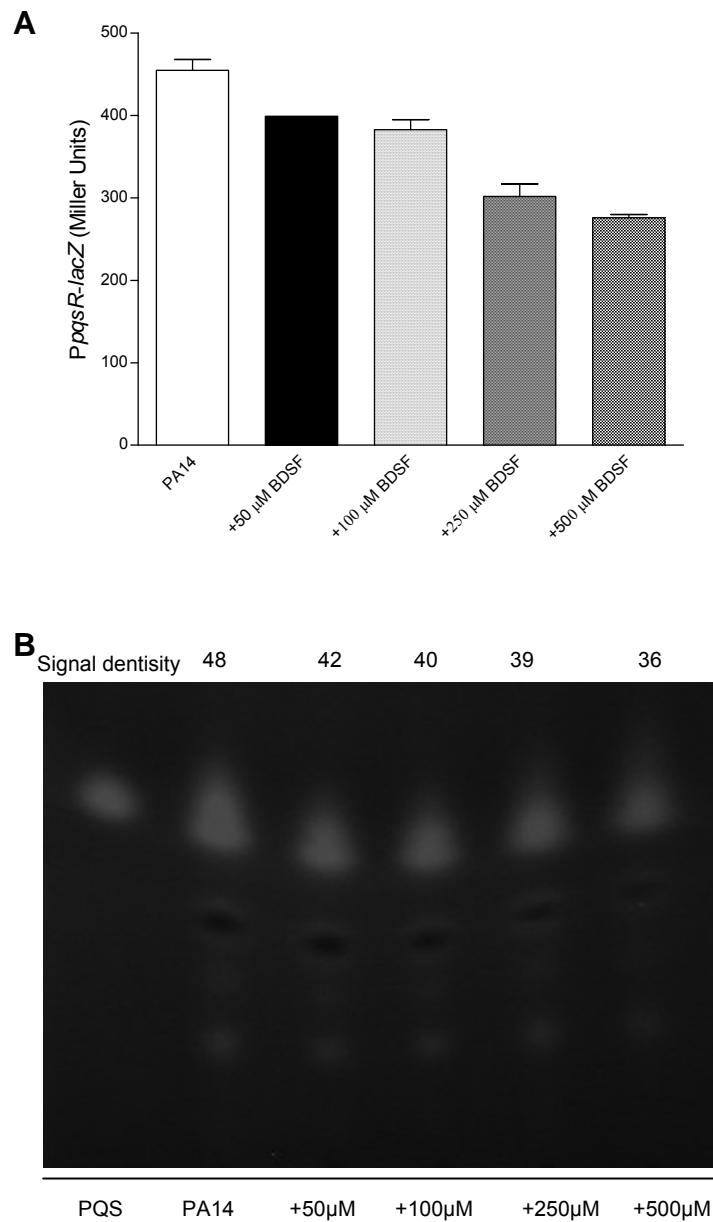 A
500
400
300
200
100
0
PpqsR-lacZ (Miller Units)
PA14
+50 μM BDSF
+100 μM BDSF
+250 μM BDSF
+500 μM BDSF
B
Signal dentisity 48 42 40 39 36
PQS PA14 +50μM +100μM +250μM +500μM